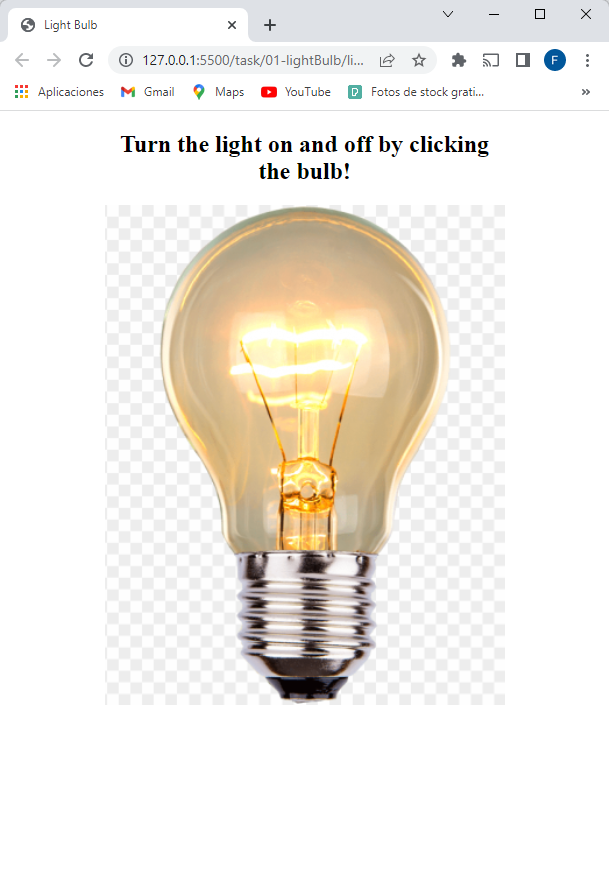 Light Bulb
127.0.0.1:5500/task/01-lightBulb/li...
F
Aplicaciones Gmail Maps YouTube Fotos de stock grati... »
Turn the light on and off by clicking
the bulb!